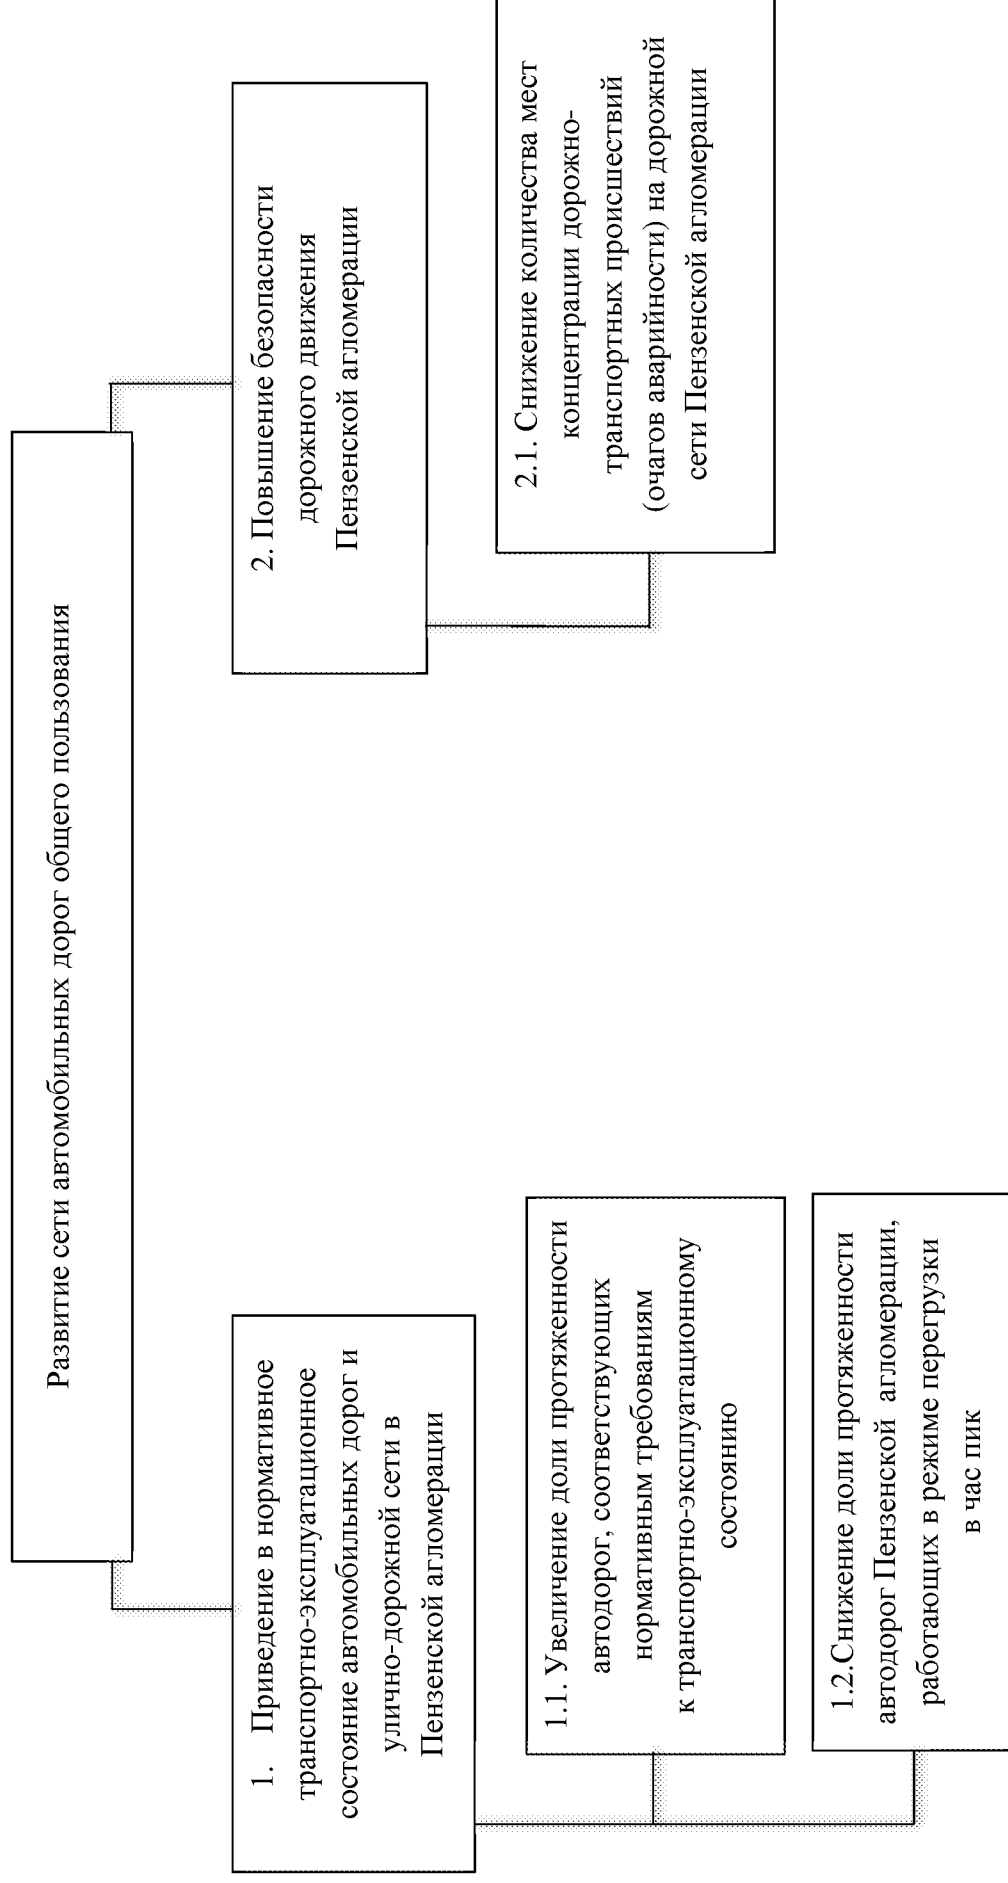 Развитие сети автомобильных дорог общего пользования
1. Приведение в нормативное
транспортно-эксплуатационное
состояние автомобильных дорог и
улично-дорожной сети в
Пензенской агломерации
2. Повышение безопасности
дорожного движения
Пензенской агломерации
1.1. Увеличение доли протяженности
автодорог, соответствующих
нормативным требованиям
к транспортно-эксплуатационному
состоянию
1.2.Снижение доли протяженности
автодорог Пензенской агломерации,
работающих в режиме перегрузки
в час пик
2.1. Снижение количества мест
концентрации дорожно-
транспортных происшествий
(очагов аварийности) на дорожной
сети Пензенской агломерации